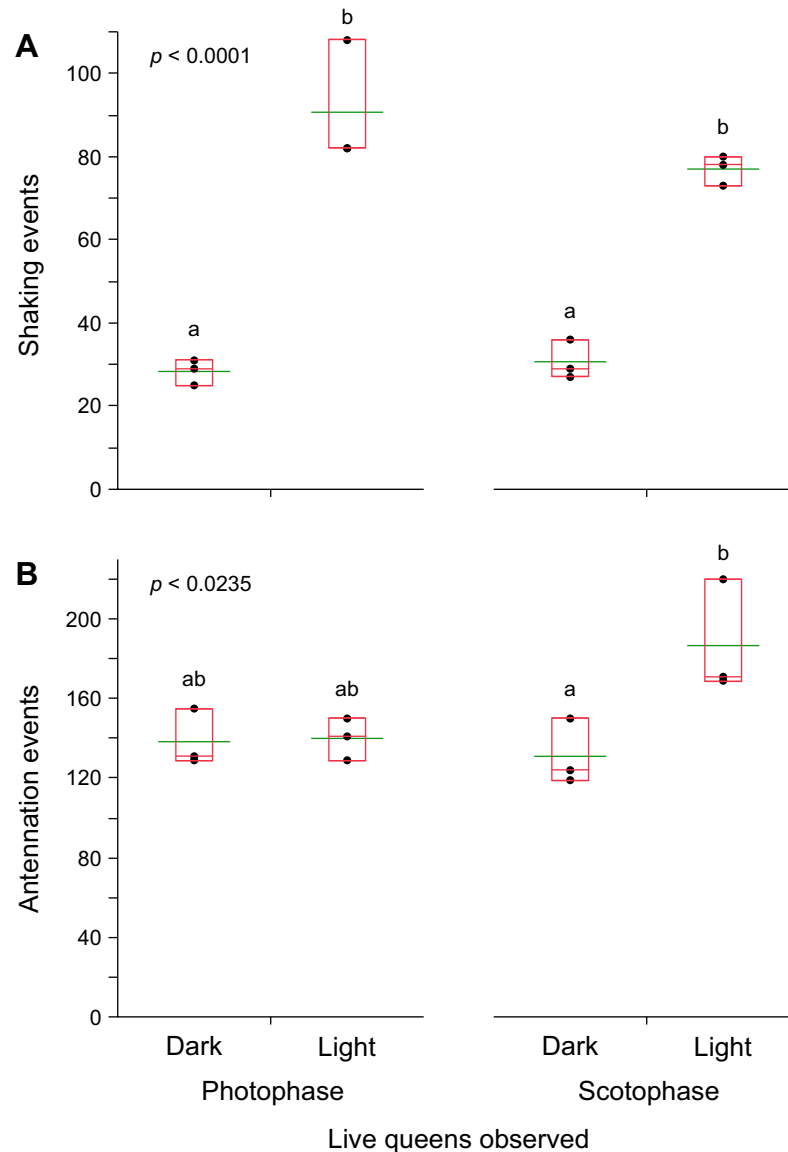 A
p < 0.0001
b
b
a
a
100
80
60
40
20
0
Shaking events
B
p < 0.0235
b
ab
ab
a
200
160
120
80
40
0
Antennation events
Dark Light Dark Light
Photophase Scotophase
Live queens observed